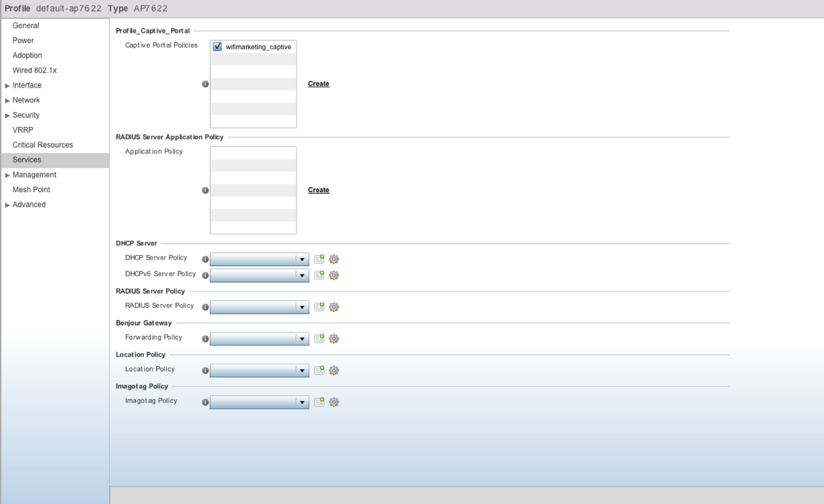 Profile default-ap7622 Type AP7622
General
Power
Adoption
Wired 802.1x
Interface
Network
Security
VRRP
Critical Resources
Services
Management
Mesh Point
Advanced
Profile_Captive_Portal
Captive Portal Policies
wifimarketing_captive
Create
RADIUS Server Application Policy
Application Policy
Create
DHCP Server
DHCP Server Policy
DHCPv6 Server Policy
RADIUS Server Policy
RADIUS Server Policy
Bonjour Gateway
Forwarding Policy
Location Policy
Location Policy
Imagotag Policy
Imagotag Policy